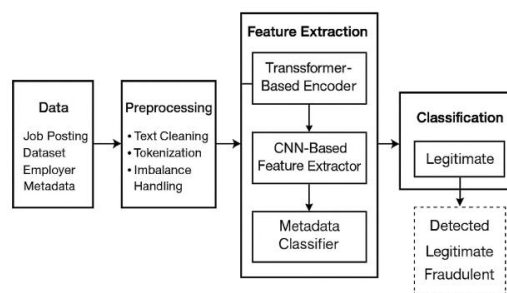 Data
Job Posting
Dataset
Employer
Metadata
Preprocessing
• Text Cleaning
• Tokenization
• Imbalance
Handling
Feature Extraction
Transsformer-
Based Encoder
CNN-Based
Feature Extractor
Metadata
Classifier
Classification
Legitimate
Detected
Legitimate
Fraudulent